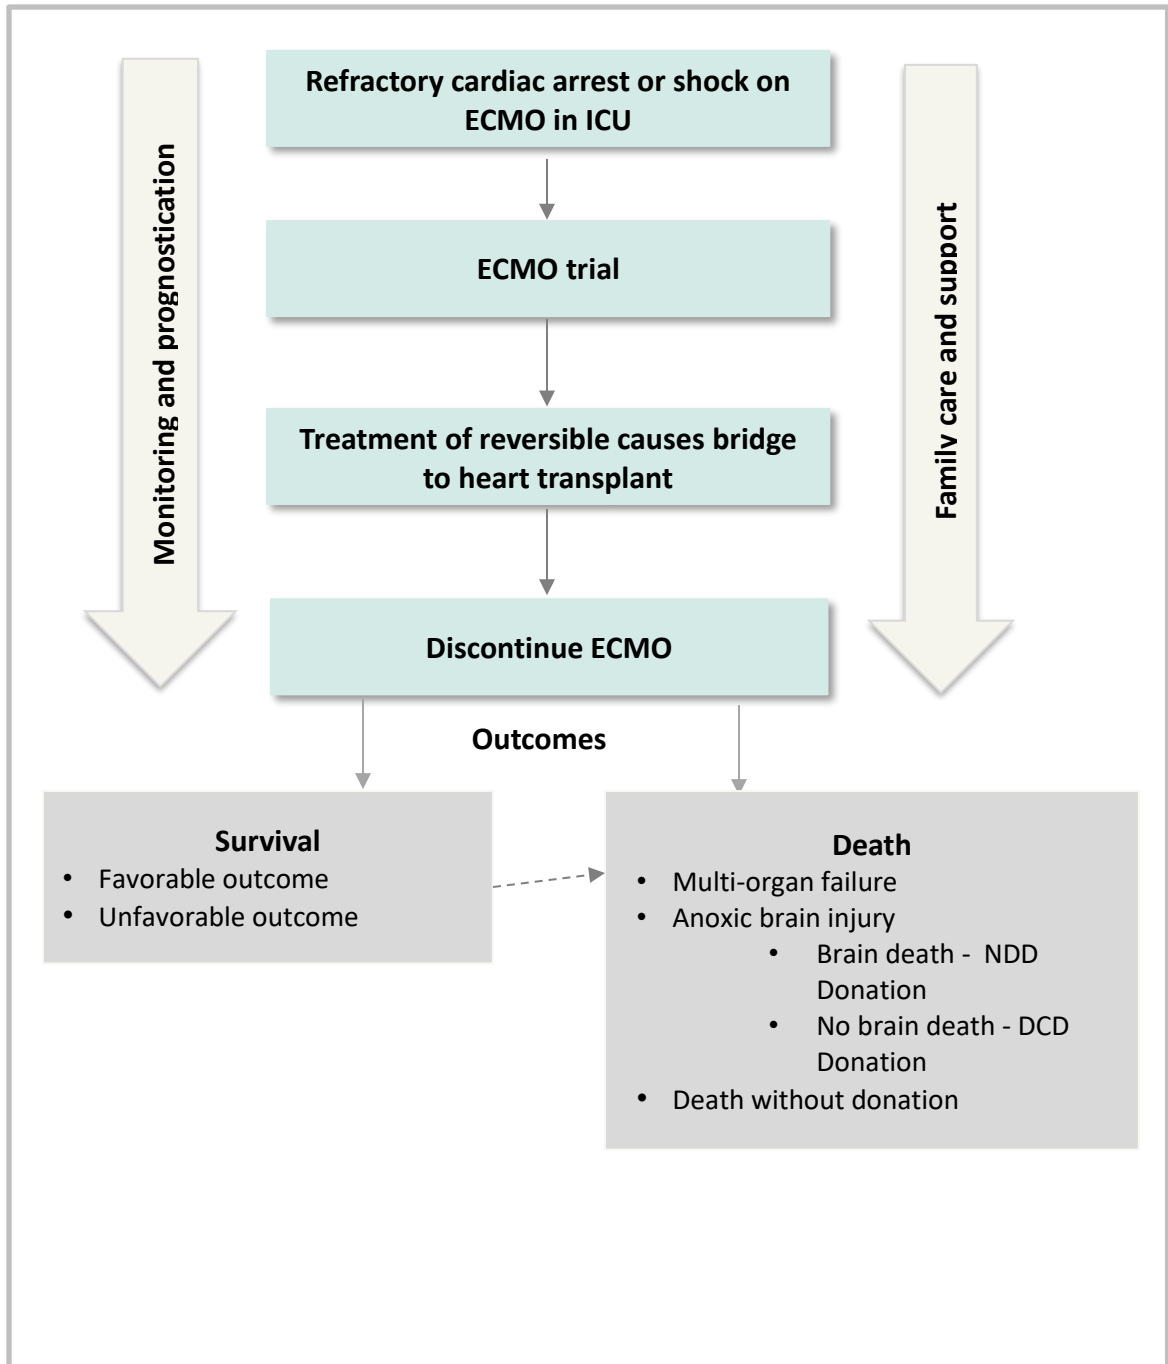 Refractory cardiac arrest or shock on
ECMO in ICU
Monitoring and prognostication
Family care and support
ECMO trial
Treatment of reversible causes bridge
to heart transplant
Discontinue ECMO
Outcomes
Survival
• Favorable outcome
• Unfavorable outcome
Death
• Multi-organ failure
• Anoxic brain injury
• Brain death - NDD
Donation
• No brain death - DCD
Donation
• Death without donation